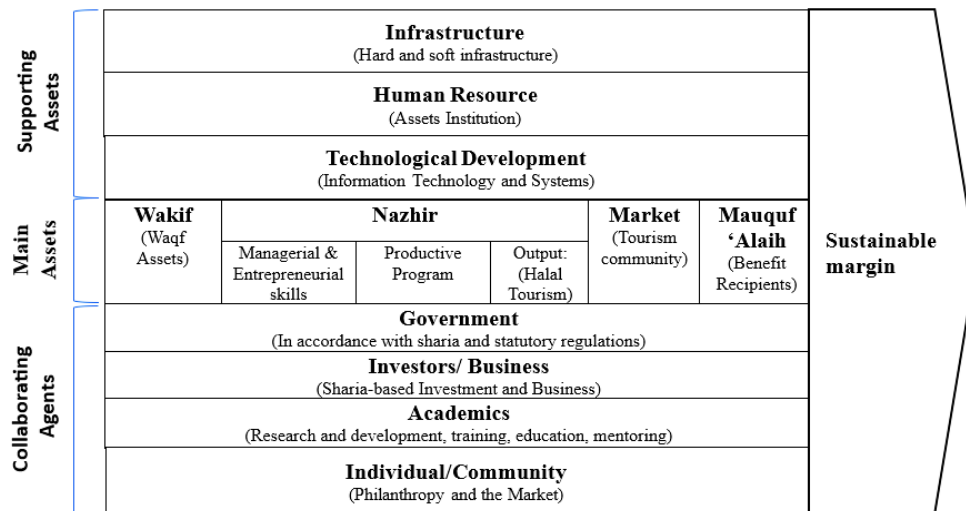 Supporting
Assets
Infrastructure
(Hard and soft infrastructure)
Human Resource
(Assets Institution)
Technological Development
(Information Technology and Systems)
Main
Assets
Wakif
(Waqf
Assets)
Nazhir
Managerial &
Entrepreneurial
skills
Productive
Program
Output:
(Halal
Tourism)
Market
(Tourism
community)
Mauquf
‘Alaih
(Benefit
Recipients)
Collaborating
Agents
Government
(In accordance with sharia and statutory regulations)
Investors/ Business
(Sharia-based Investment and Business)
Academics
(Research and development, training, education, mentoring)
Individual/Community
(Philanthropy and the Market)
Sustainable
margin